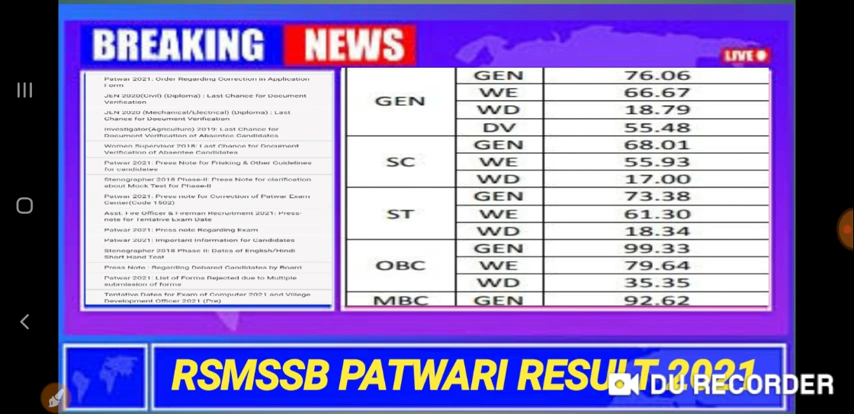 BREAKING NEWS
LIVE
Patwar 2021: Order Regarding Correction in Application
Form
JEN 2020(Civil) (Diploma) : Last Chance for Document
Verification
JEN 2020 (Mechanical/Electrical) (Diploma) : Last
Chance for Document Verification
Investigator(Agriculture) 2019: Last Chance for
Document Verification of Absentee Candidates
Women Supervisor 2018: Last Chance for Document
Verification of Absentee Candidates
Patwar 2021: Press Note for Frisking & Other Guidelines
for candidates
Stenographer 2018 Phase-II: Press Note for clarification
about Mock Test for Phase-II
Patwar 2021: Press note for Correction of Patwar Exam
Center(Code 1502)
Asst. Fire Officer & Fireman Recruitment 2021: Press
note for Tentative Exam Date
Patwar 2021: Press note Regarding Exam
Patwar 2021: Important Information for Candidates
Stenographer 2018 Phase II: Dates of English/Hindi
Short Hand Test
Press Note : Regarding Debared Candidates by Board
Patwar 2021: List of Forms Rejected due to Multiple
submission of forms
Tentative Dates for Exam of Computer 2021 and Village
Development Officer 2021 (Pre)
GEN GEN 76.06
WE 66.67
WD 18.79
DV 55.48
SC GEN 68.01
WE 55.93
WD 17.00
ST GEN 73.38
WE 61.30
WD 18.34
OBC GEN 99.33
WE 79.64
WD 35.35
MBC GEN 92.62
RSMSSB PATWARI RESULT 2021
DU RECORDER